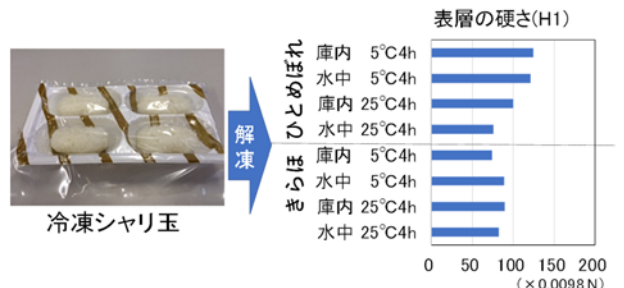 表層の硬さ(H1)
ひとめぼれ
庫内 5℃4h
水中 5℃4h
庫内 25℃4h
水中 25℃4h
きらほ
庫内 5℃4h
水中 5℃4h
庫内 25℃4h
水中 25℃4h
解凍
冷凍シャリ玉
0 50 100 150 200
(×0.0098N)